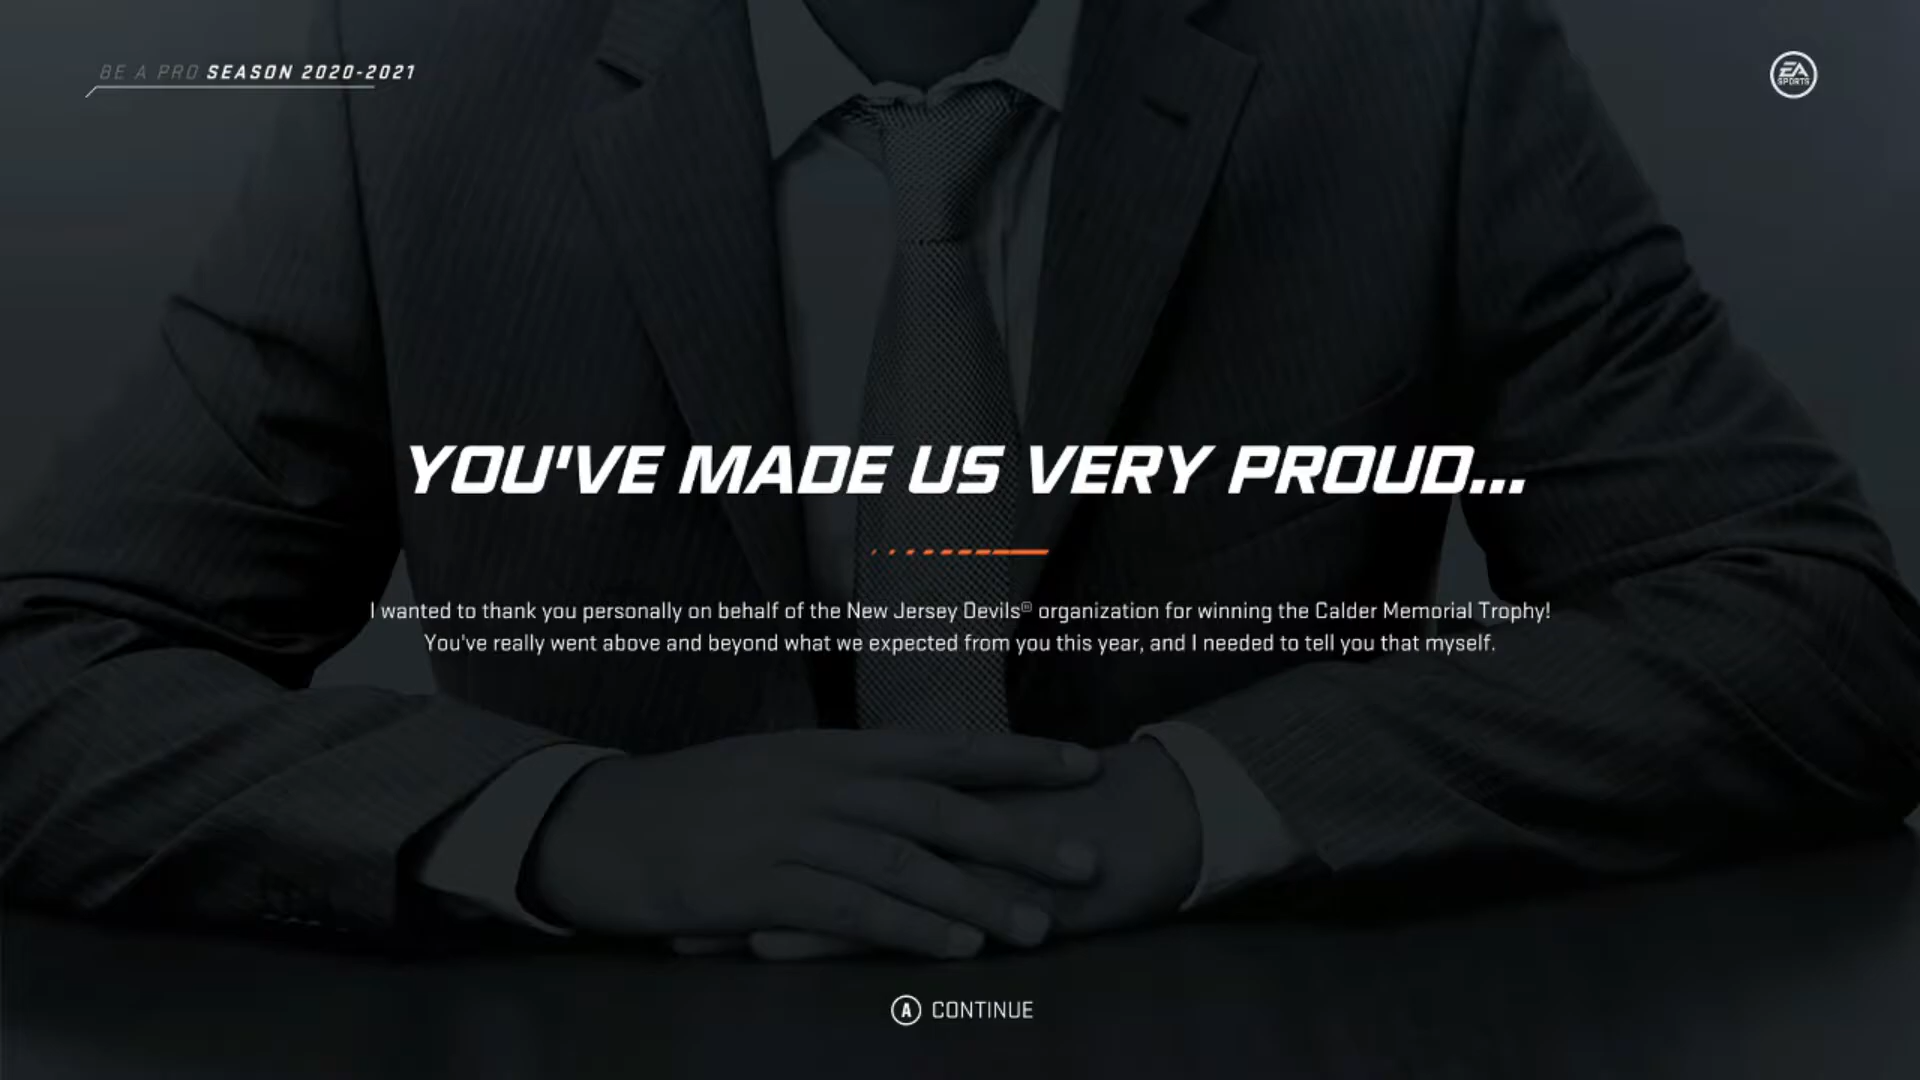 BE A PRO SEASON 2020-2021
EA SPORTS
YOU'VE MADE US VERY PROUD...
I wanted to thank you personally on behalf of the New Jersey Devils® organization for winning the Calder Memorial Trophy!
You've really went above and beyond what we expected from you this year, and I needed to tell you that myself.
A CONTINUE